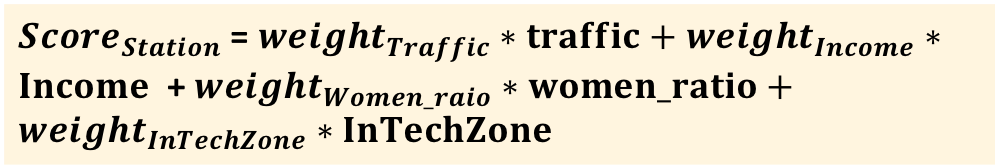 Score_Station = weight_Traffic * traffic + weight_Income *
Income + weight_Women_raio * women_ratio +
weight_InTechZone * InTechZone